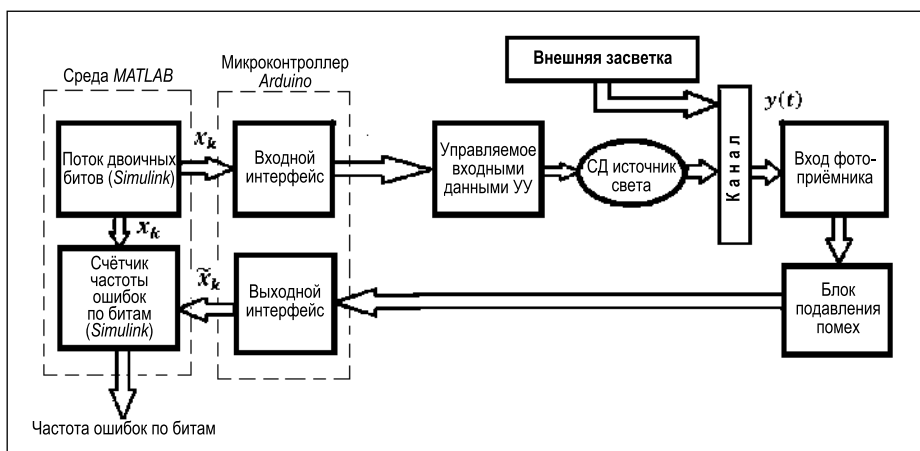 Внешняя засветка
Среда MATLAB
Микроконтроллер
Arduino
y(t)
Поток двоичных
битов (Simulink)
x_k
Входной
интерфейс
Управляемое
входными
данными УУ
СД источник
света
Канал
Вход фото-
приёмника
x_k
Счётчик
частоты
ошибок
по битам
(Simulink)
x̃_k
Выходной
интерфейс
Блок
подавления
помех
Частота ошибок по битам